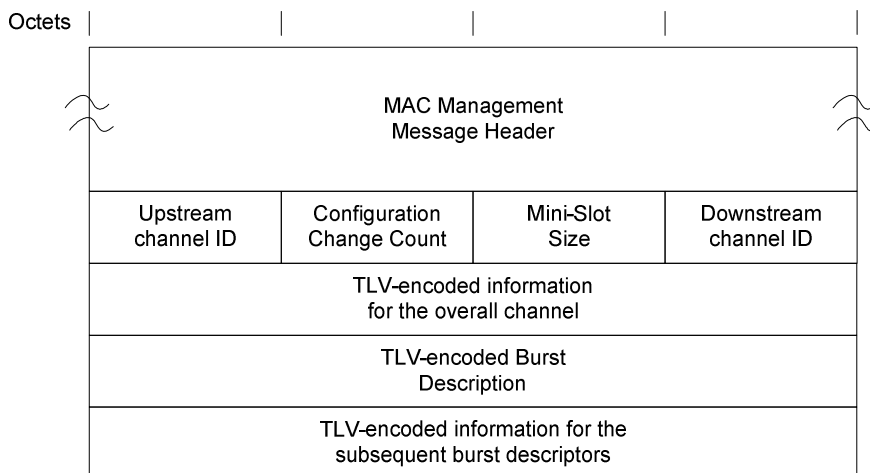 Octets
MAC Management
Message Header
Upstream
channel ID
Configuration
Change Count
Mini-Slot
Size
Downstream
channel ID
TLV-encoded information
for the overall channel
TLV-encoded Burst
Description
TLV-encoded information for the
subsequent burst descriptors